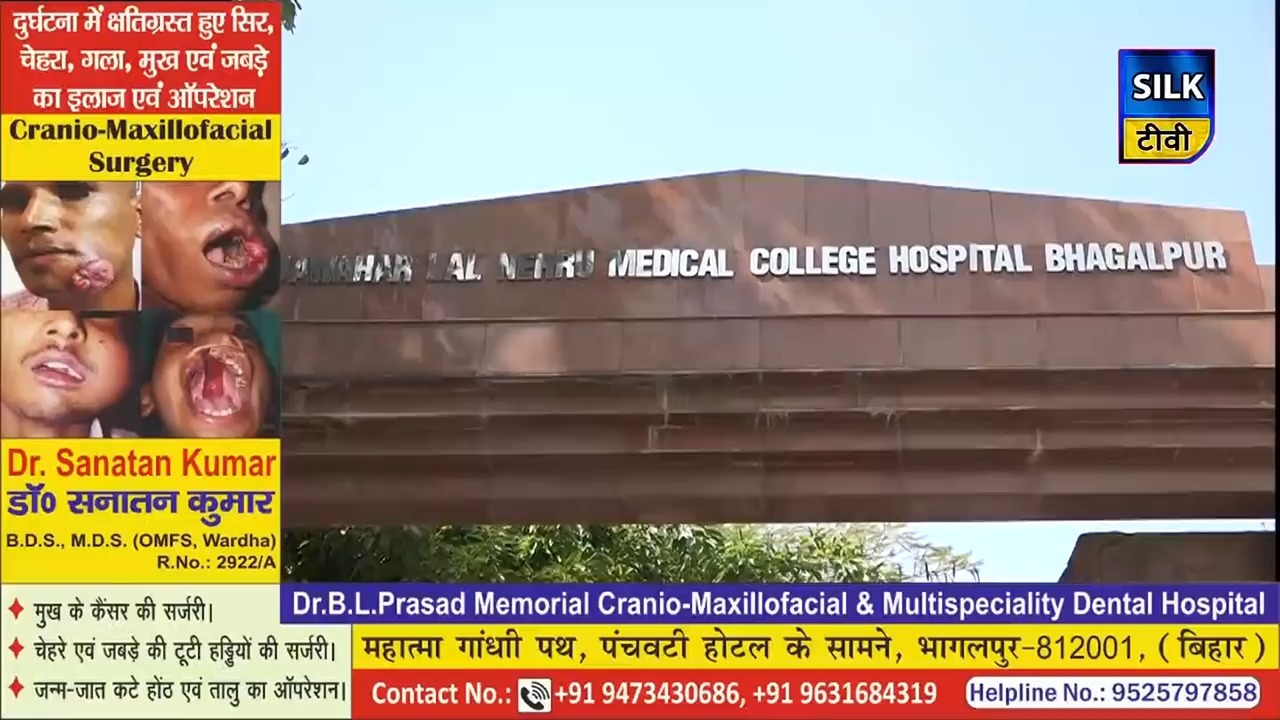 दुर्घटना में क्षतिग्रस्त हुए सिर,
चेहरा, गला, मुख एवं जबड़े
का इलाज एवं ऑपरेशन
Cranio-Maxillofacial
Surgery
Dr. Sanatan Kumar
डॉ० सनातन कुमार
B.D.S., M.D.S. (OMFS, Wardha)
R.No.: 2922/A
मुख के कैंसर की सर्जरी।
चेहरे एवं जबड़े की टूटी हड्डियों की सर्जरी।
जन्म-जात कटे होंठ एवं तालु का ऑपरेशन।
SILK
टीवी
JAWAHAR LAL NEHRU MEDICAL COLLEGE HOSPITAL BHAGALPUR
Dr.B.L.Prasad Memorial Cranio-Maxillofacial & Multispeciality Dental Hospital
महात्मा गांधाी पथ, पंचवटी होटल के सामने, भागलपुर-812001, ( बिहार )
Contact No.: +91 9473430686, +91 9631684319
Helpline No.: 9525797858